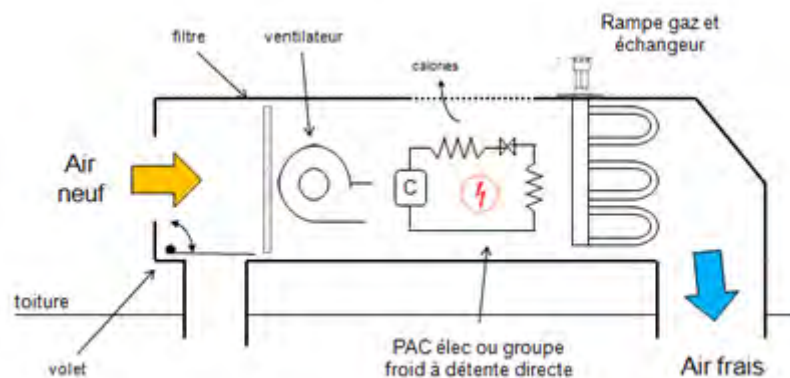 Rampe gaz et
échangeur
filtre
ventilateur
calories
Air
neuf
C
toiture
volet
PAC élec ou groupe
froid à détente directe
Air frais